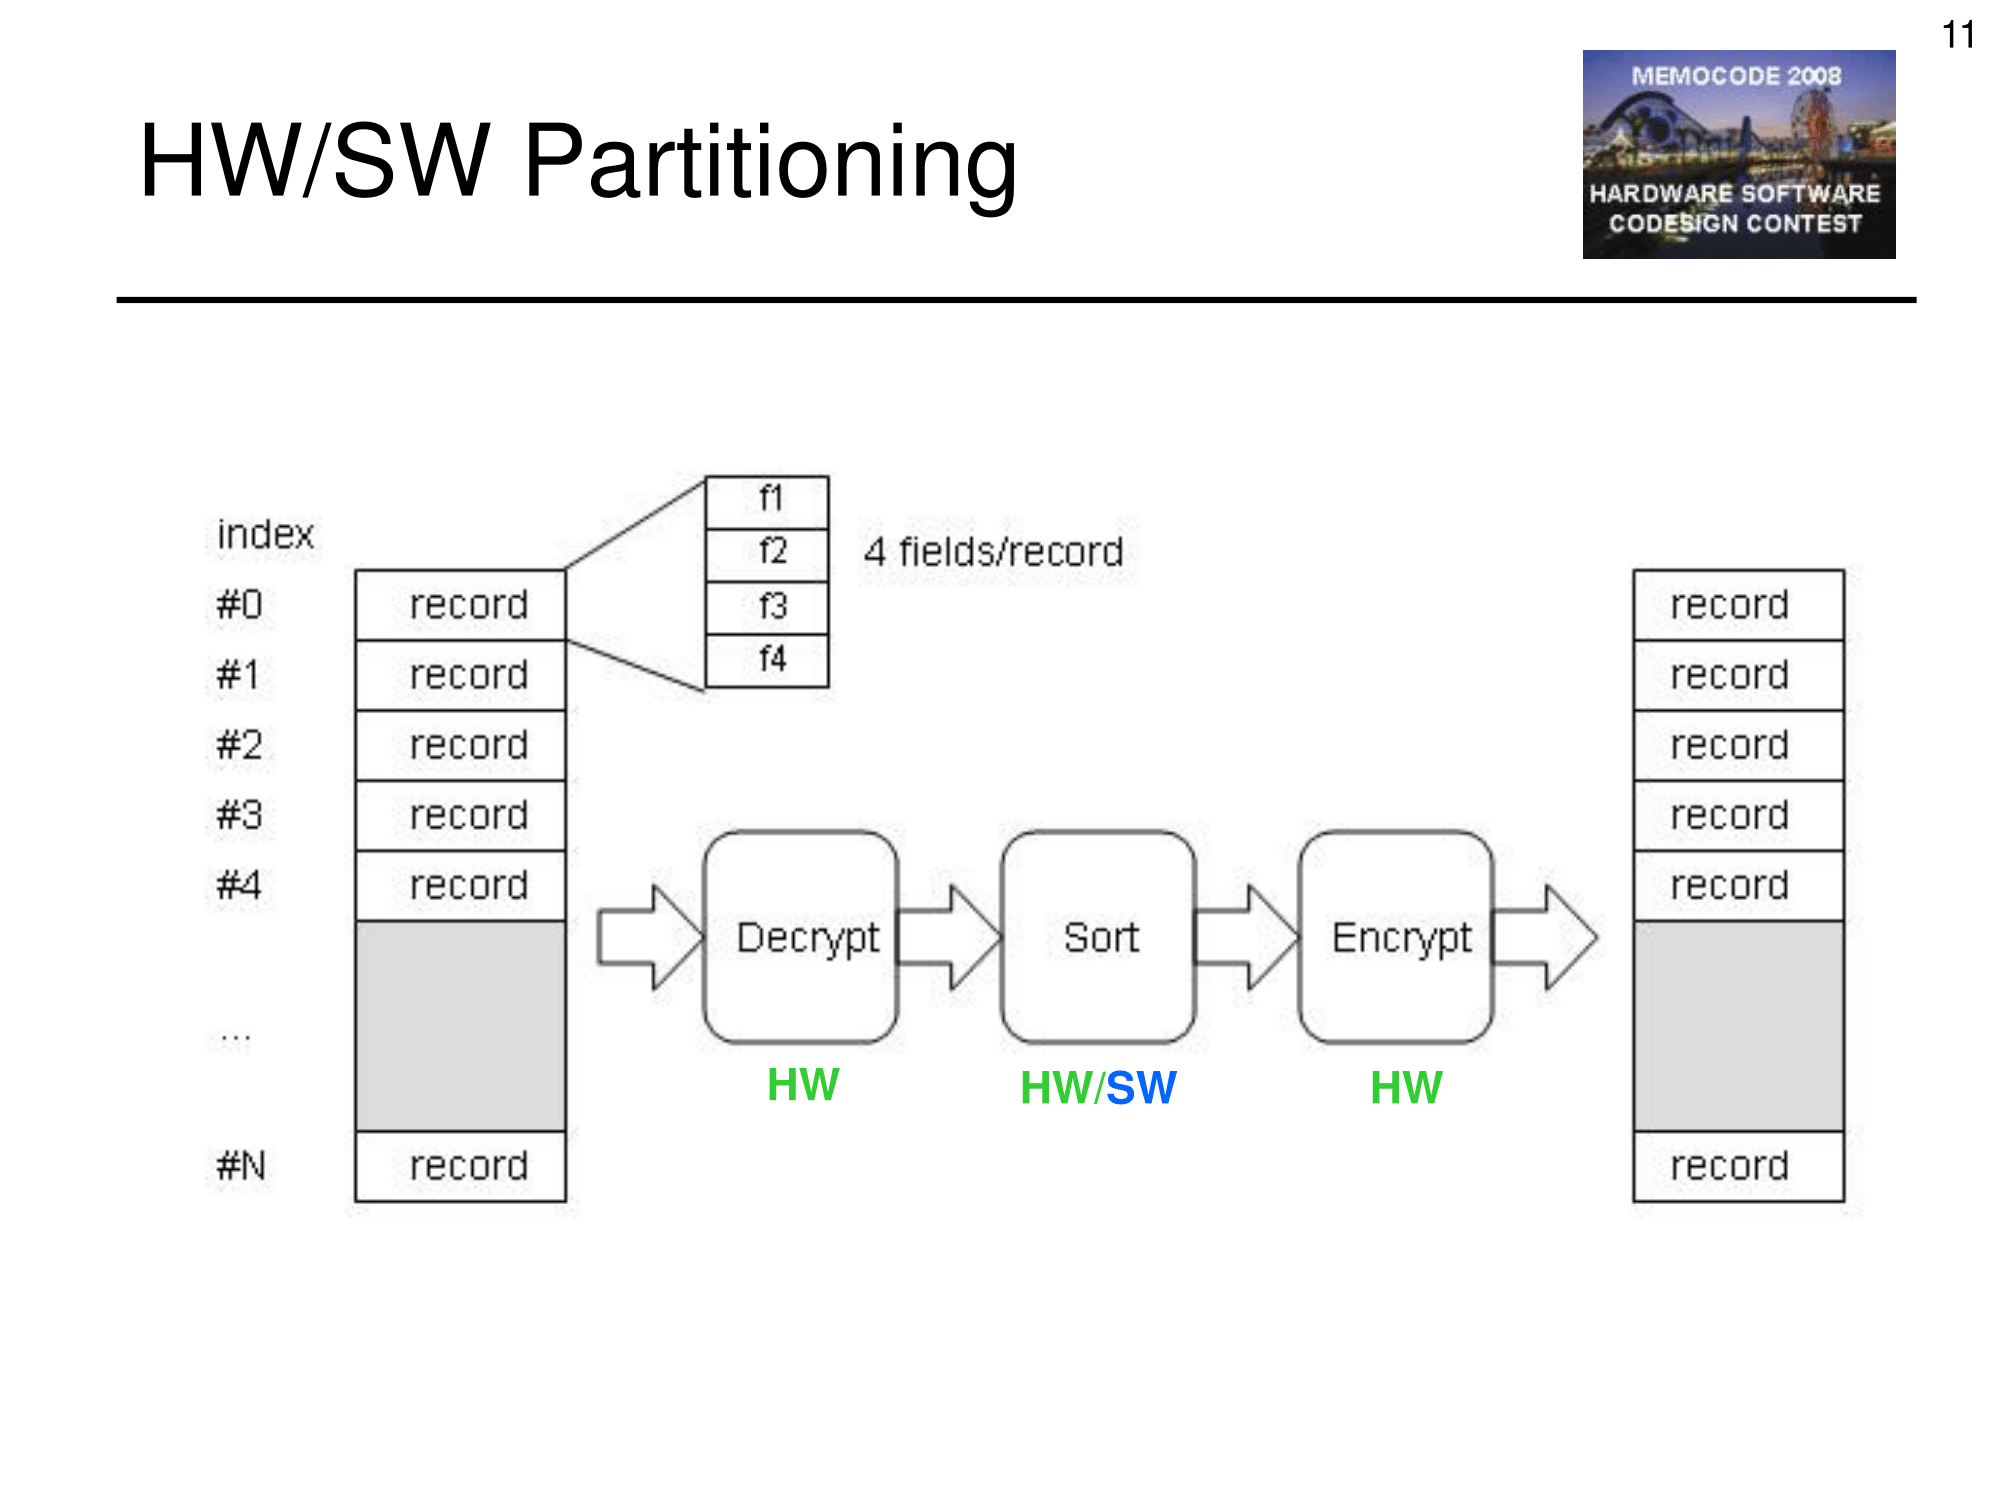 11
MEMOCODE 2008
HARDWARE SOFTWARE
CODESIGN CONTEST
HW/SW Partitioning
index
f1
f2
f3
f4
4 fields/record
#0 record record
#1 record record
#2 record record
#3 record record
#4 record record
Decrypt Sort Encrypt
...
HW HW/SW HW
#N record record